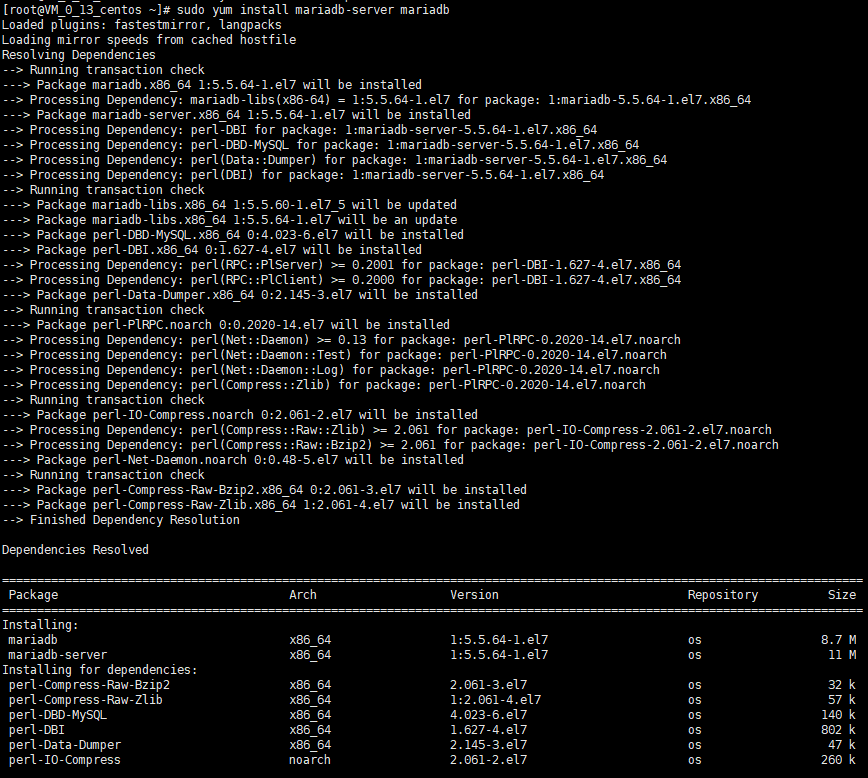 [root@VM_0_13_centos ~]# sudo yum install mariadb-server mariadb
Loaded plugins: fastestmirror, langpacks
Loading mirror speeds from cached hostfile
Resolving Dependencies
--> Running transaction check
---> Package mariadb.x86_64 1:5.5.64-1.el7 will be installed
--> Processing Dependency: mariadb-libs(x86-64) = 1:5.5.64-1.el7 for package: 1:mariadb-5.5.64-1.el7.x86_64
---> Package mariadb-server.x86_64 1:5.5.64-1.el7 will be installed
--> Processing Dependency: perl-DBI for package: 1:mariadb-server-5.5.64-1.el7.x86_64
--> Processing Dependency: perl-DBD-MySQL for package: 1:mariadb-server-5.5.64-1.el7.x86_64
--> Processing Dependency: perl(Data::Dumper) for package: 1:mariadb-server-5.5.64-1.el7.x86_64
--> Processing Dependency: perl(DBI) for package: 1:mariadb-server-5.5.64-1.el7.x86_64
--> Running transaction check
---> Package mariadb-libs.x86_64 1:5.5.60-1.el7_5 will be updated
---> Package mariadb-libs.x86_64 1:5.5.64-1.el7 will be an update
---> Package perl-DBD-MySQL.x86_64 0:4.023-6.el7 will be installed
---> Package perl-DBI.x86_64 0:1.627-4.el7 will be installed
--> Processing Dependency: perl(RPC::PlServer) >= 0.2001 for package: perl-DBI-1.627-4.el7.x86_64
--> Processing Dependency: perl(RPC::PlClient) >= 0.2000 for package: perl-DBI-1.627-4.el7.x86_64
---> Package perl-Data-Dumper.x86_64 0:2.145-3.el7 will be installed
--> Running transaction check
---> Package perl-PlRPC.noarch 0:0.2020-14.el7 will be installed
--> Processing Dependency: perl(Net::Daemon) >= 0.13 for package: perl-PlRPC-0.2020-14.el7.noarch
--> Processing Dependency: perl(Net::Daemon::Test) for package: perl-PlRPC-0.2020-14.el7.noarch
--> Processing Dependency: perl(Net::Daemon::Log) for package: perl-PlRPC-0.2020-14.el7.noarch
--> Processing Dependency: perl(Compress::Zlib) for package: perl-PlRPC-0.2020-14.el7.noarch
--> Running transaction check
---> Package perl-IO-Compress.noarch 0:2.061-2.el7 will be installed
--> Processing Dependency: perl(Compress::Raw::Zlib) >= 2.061 for package: perl-IO-Compress-2.061-2.el7.noarch
--> Processing Dependency: perl(Compress::Raw::Bzip2) >= 2.061 for package: perl-IO-Compress-2.061-2.el7.noarch
---> Package perl-Net-Daemon.noarch 0:0.48-5.el7 will be installed
--> Running transaction check
---> Package perl-Compress-Raw-Bzip2.x86_64 0:2.061-3.el7 will be installed
---> Package perl-Compress-Raw-Zlib.x86_64 1:2.061-4.el7 will be installed
--> Finished Dependency Resolution
Dependencies Resolved
Package Arch Version Repository Size
Installing:
mariadb x86_64 1:5.5.64-1.el7 os 8.7 M
mariadb-server x86_64 1:5.5.64-1.el7 os 11 M
Installing for dependencies:
perl-Compress-Raw-Bzip2 x86_64 2.061-3.el7 os 32 k
perl-Compress-Raw-Zlib x86_64 1:2.061-4.el7 os 57 k
perl-DBD-MySQL x86_64 4.023-6.el7 os 140 k
perl-DBI x86_64 1.627-4.el7 os 802 k
perl-Data-Dumper x86_64 2.145-3.el7 os 47 k
perl-IO-Compress noarch 2.061-2.el7 os 260 k